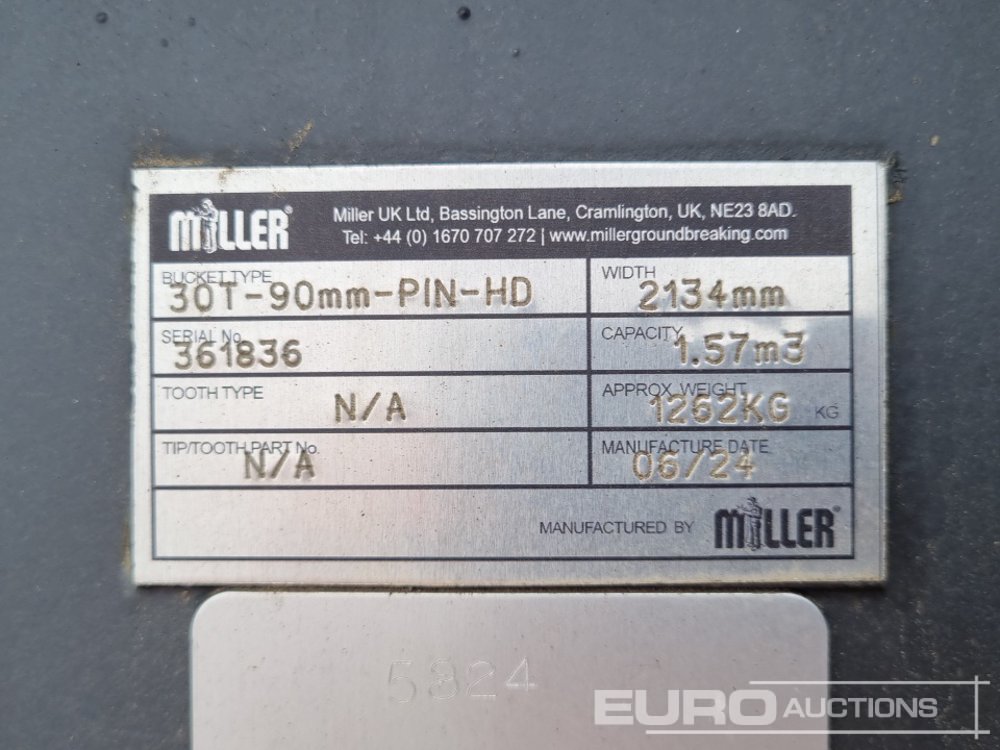 MILLER®
Miller UK Ltd, Bassington Lane, Cramlington, UK, NE23 8AD.
Tel: +44 (0) 1670 707 272 | www.millergroundbreaking.com
BUCKET TYPE
30T-90mm-PIN-HD
WIDTH
2134mm
SERIAL No.
361836
CAPACITY
1.57m3
TOOTH TYPE
N/A
APPROX. WEIGHT
1262KG KG
TIP/TOOTH PART No.
N/A
MANUFACTURE DATE
06/24
MANUFACTURED BY MILLER®
5824
EURO AUCTIONS